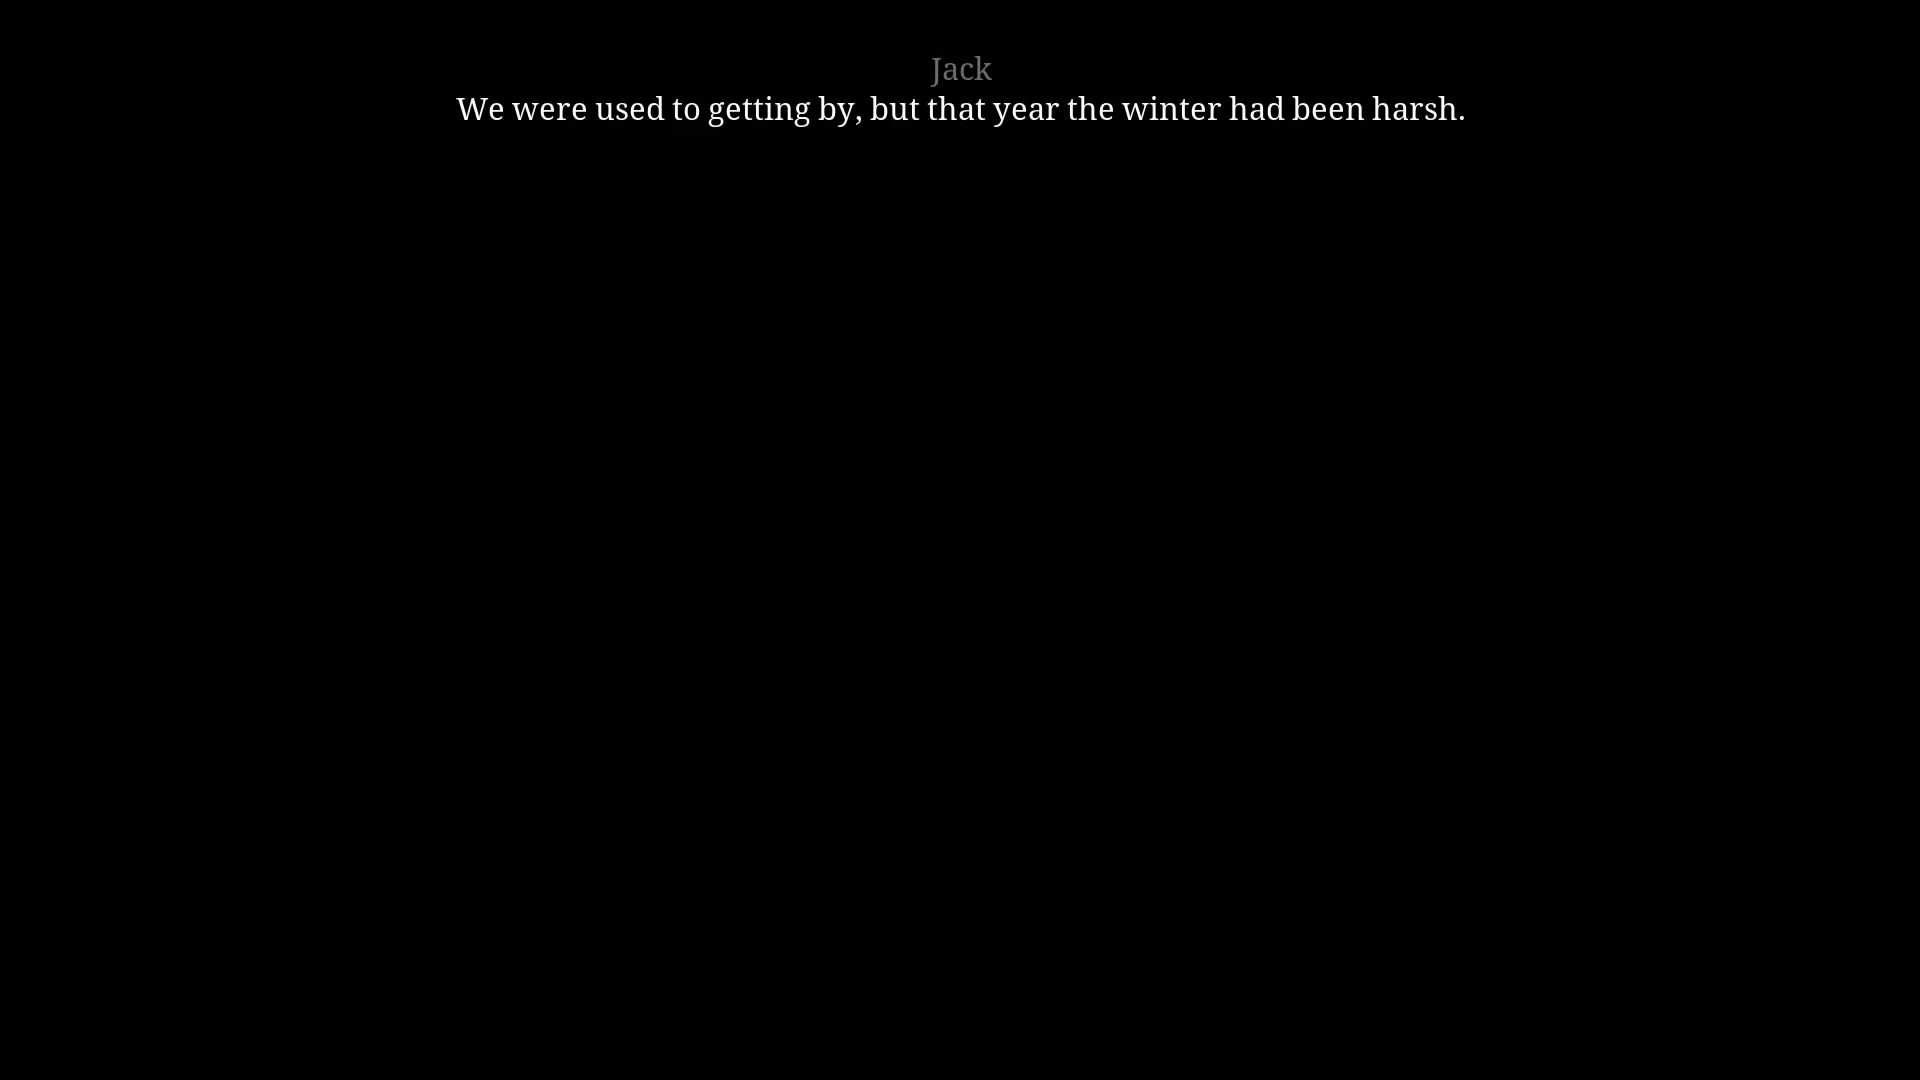 Jack
We were used to getting by, but that year the winter had been harsh.